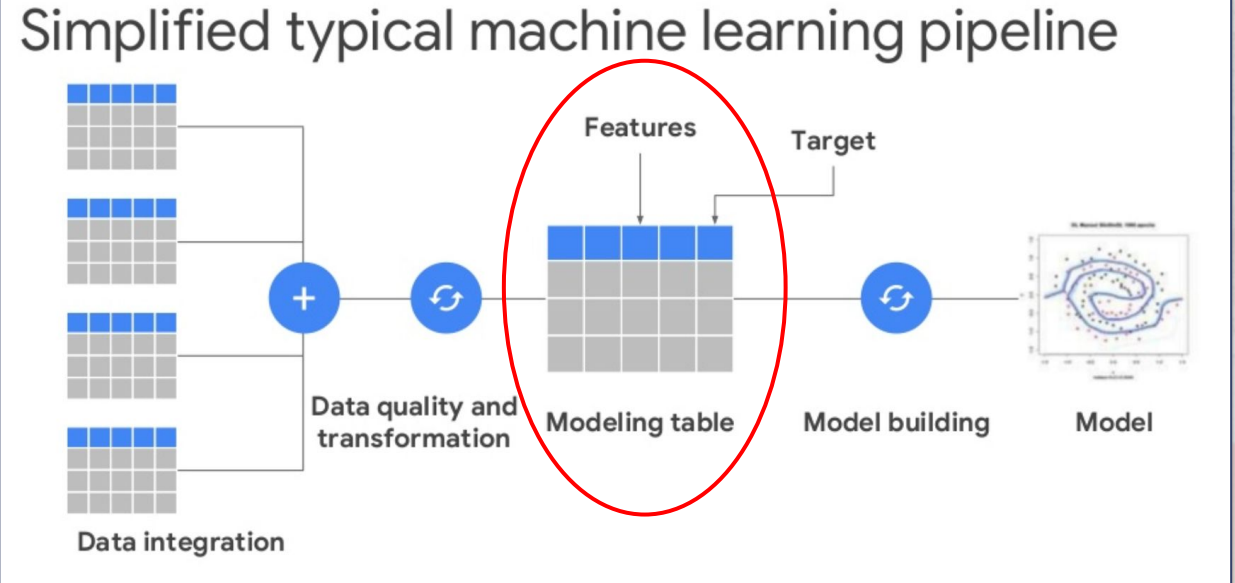 Simplified typical machine learning pipeline
Features
Target
Data quality and
transformation
Modeling table
Model building
Model
Data integration